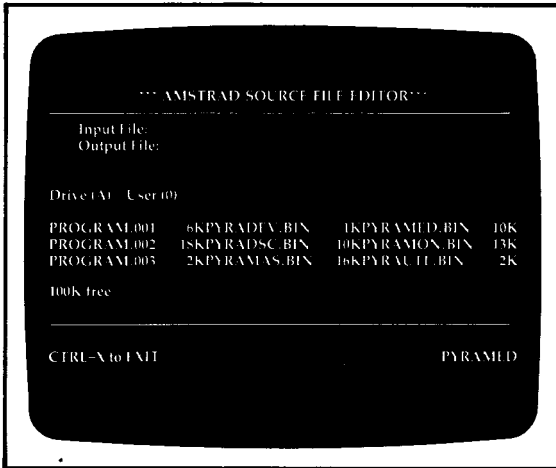 *** AMSTRAD SOURCE FILE EDITOR***
Input File:
Output File:
Drive (A) User (0)
PROGRAM.001 6KPYRADEV.BIN 1KPYRAMED.BIN 10K
PROGRAM.002 18KPYRADSC.BIN 10KPYRAMON.BIN 13K
PROGRAM.003 2KPYRAMAS.BIN 16KPYRAUTL.BIN 2K
100K free
CTRL-X to EXIT PYRAMED